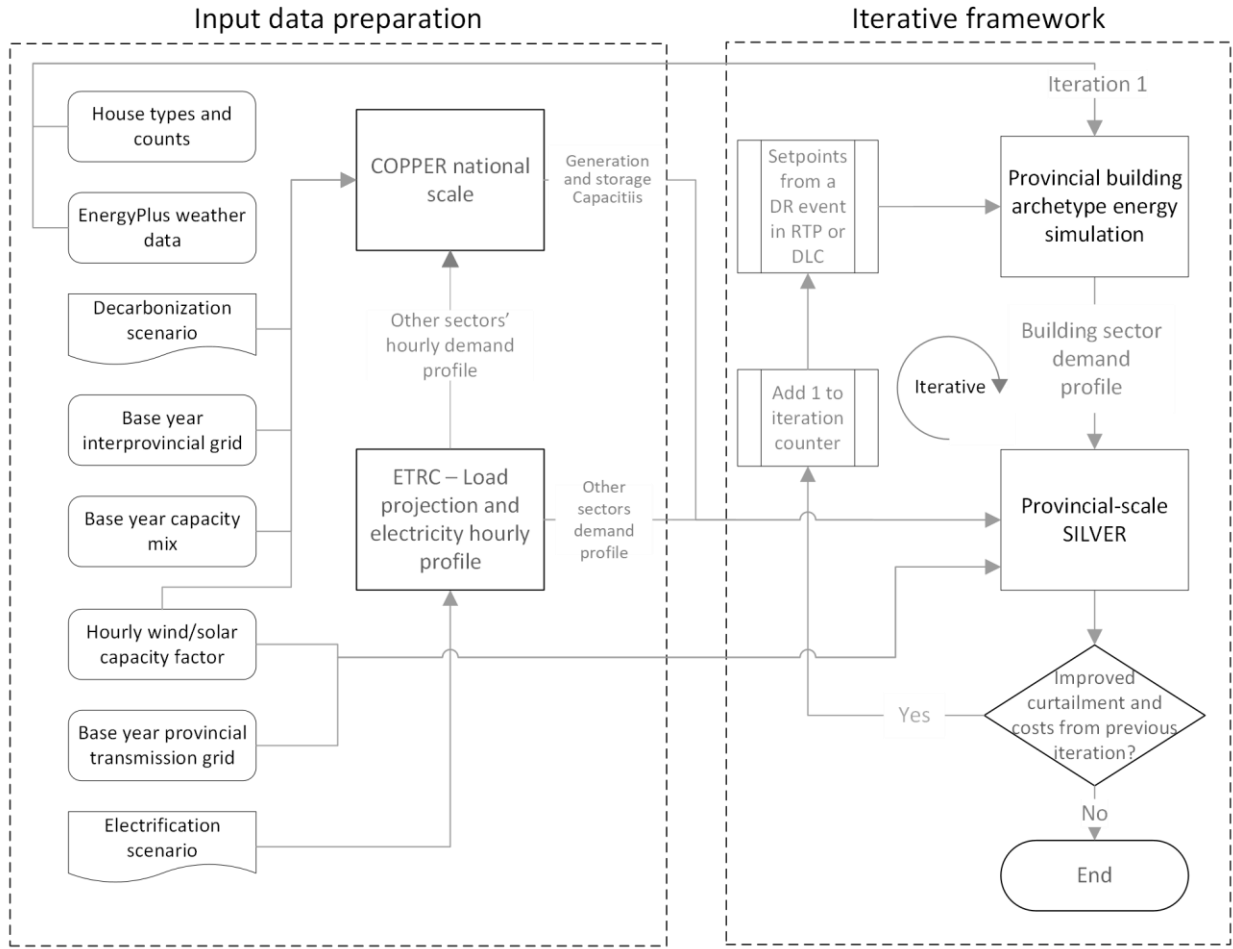 Input data preparation
Iterative framework
House types and
counts
EnergyPlus weather
data
Decarbonization
scenario
Base year
interprovincial grid
Base year capacity
mix
Hourly wind/solar
capacity factor
Base year provincial
transmission grid
Electrification
scenario
COPPER national
scale
Generation
and storage
Capacitiis
Other sectors'
hourly demand
profile
ETRC – Load
projection and
electricity hourly
profile
Other
sectors
demand
profile
Iteration 1
Setpoints
from a
DR event
in RTP or
DLC
Provincial building
archetype energy
simulation
Building sector
demand
profile
Iterative
Add 1 to
iteration
counter
Provincial-scale
SILVER
Improved
curtailment and
costs from previous
iteration?
Yes
No
End